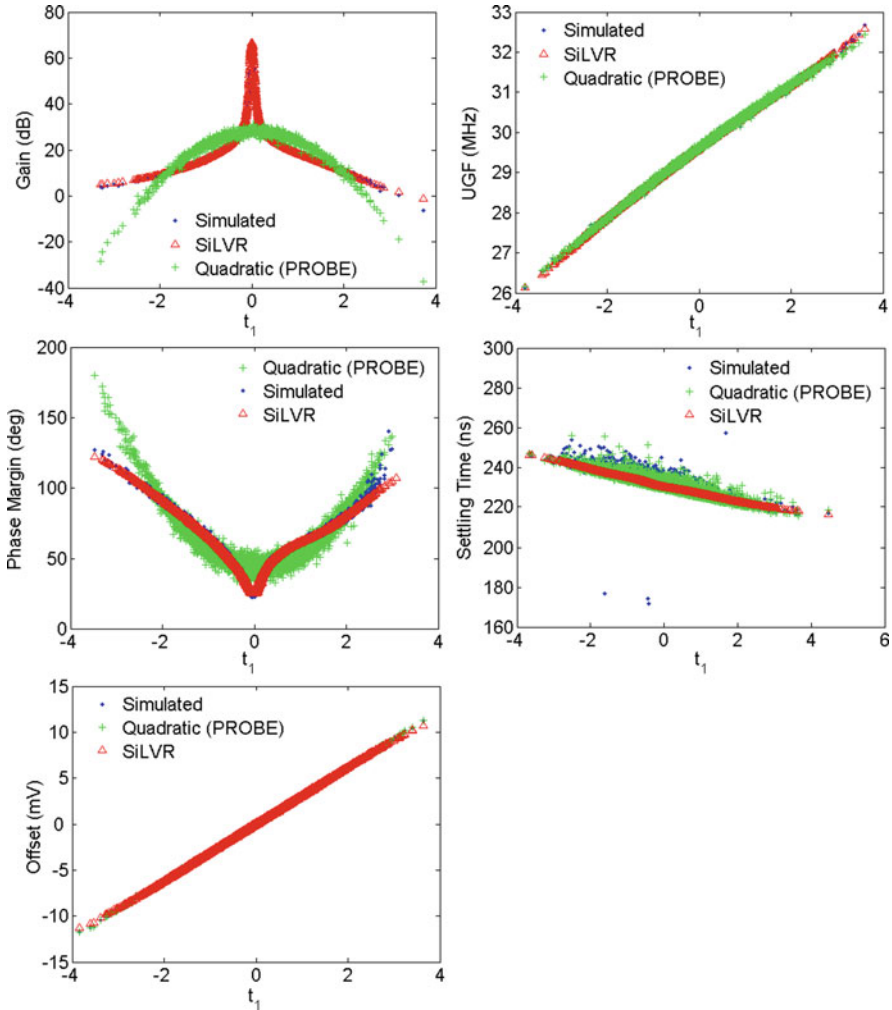 80
60
40
20
0
-20
-40
Gain (dB)
Simulated
SiLVR
Quadratic (PROBE)
-4
-2
0
2
4
t1
33
32
31
30
29
28
27
26
UGF (MHz)
Simulated
SiLVR
Quadratic (PROBE)
-4
-2
0
2
4
t1
200
150
100
50
0
Phase Margin (deg)
Quadratic (PROBE)
Simulated
SiLVR
-4
-2
0
2
4
t1
300
280
260
240
220
200
180
160
Settling Time (ns)
Simulated
Quadratic (PROBE)
SiLVR
-4
-2
0
2
4
6
t1
15
10
5
0
-5
-10
-15
Offset (mV)
Simulated
Quadratic (PROBE)
SiLVR
-4
-2
0
2
4
t1